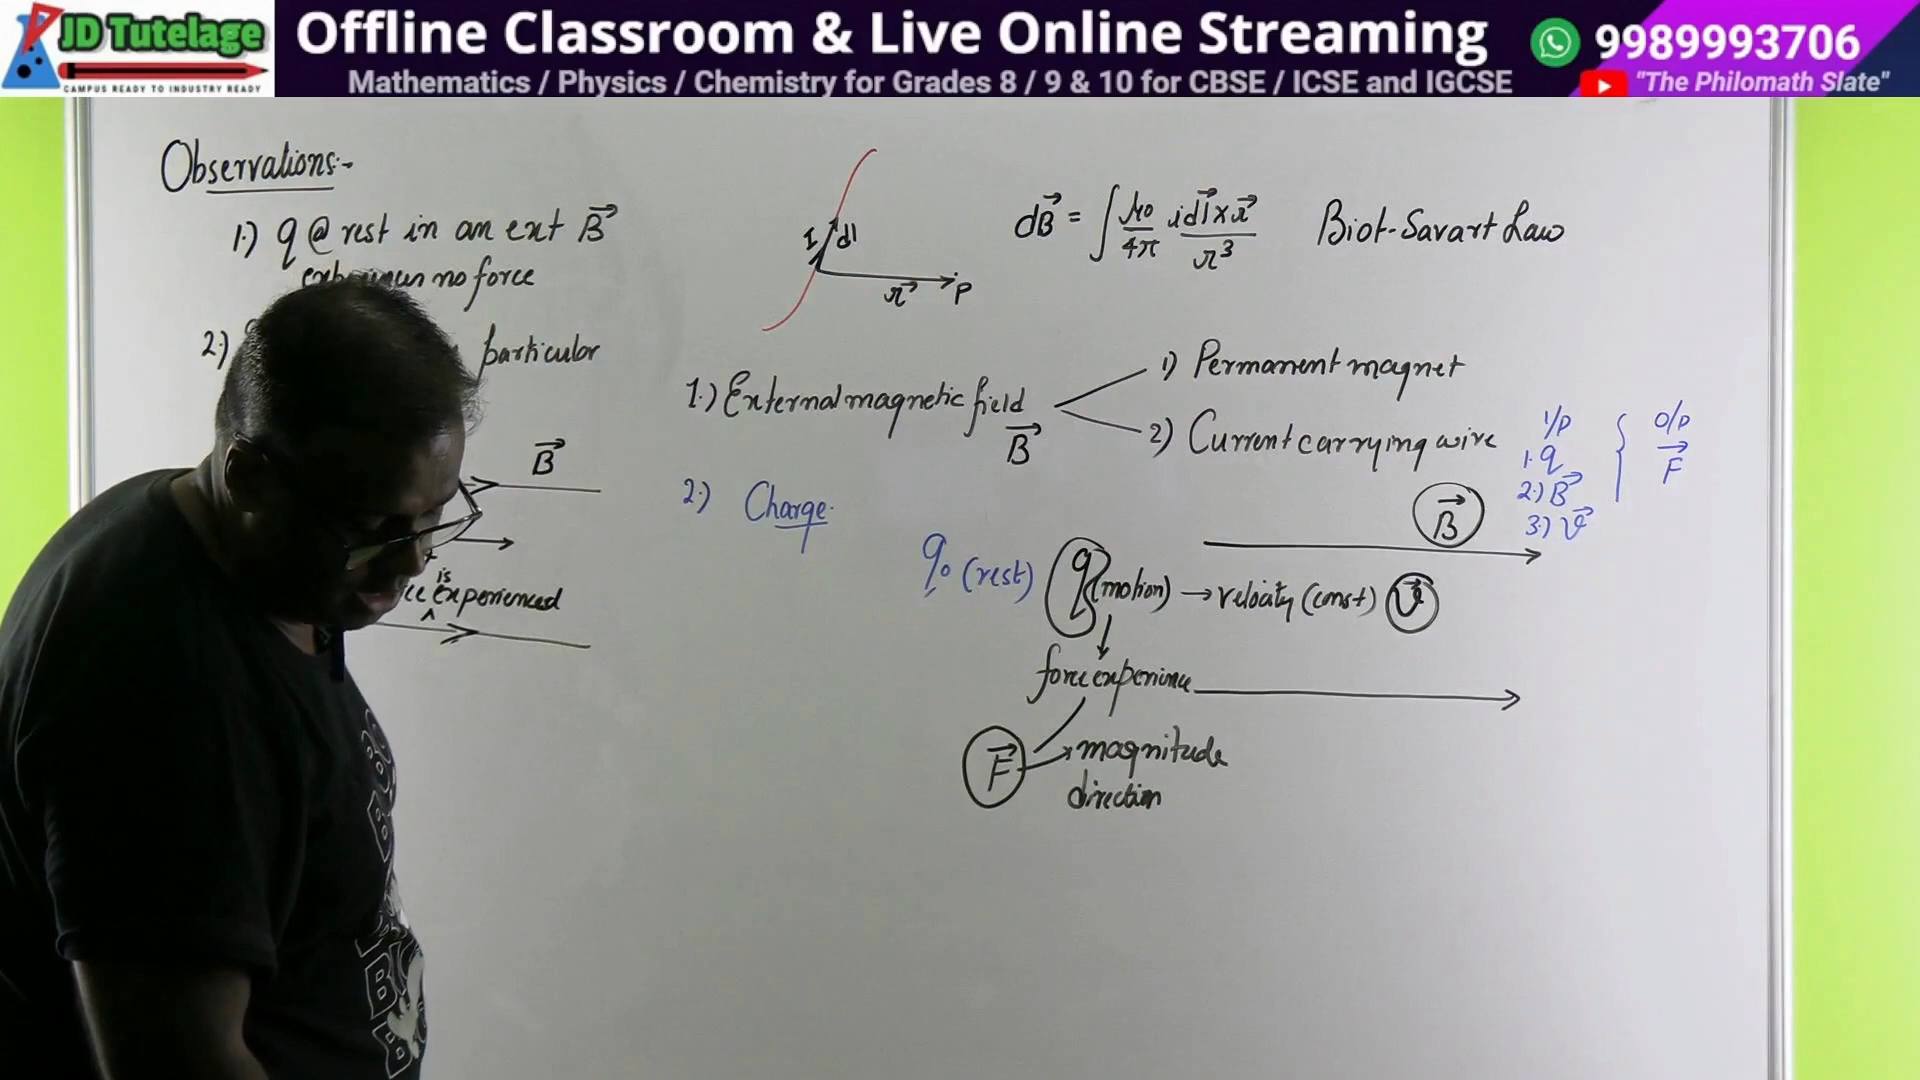 JD Tutelage
CAMPUS READY TO INDUSTRY READY
Offline Classroom & Live Online Streaming
Mathematics / Physics / Chemistry for Grades 8 / 9 & 10 for CBSE / ICSE and IGCSE
9989993706
"The Philomath Slate"
Observations:-
1.) q @ rest in an ext B⃗
no force
2.) particular
B⃗
is
experienced
^
I dl
r⃗ P
dB⃗ = ∫ μ0/4π i dl⃗ × r⃗ / r³ Biot-Savart Law
1.) External magnetic field B⃗
1) Permanent magnet
2) Current carrying wire
I/P
1. q
2.) B⃗
3.) v⃗
O/P
F⃗
2.) Charge
B⃗
q0 (rest) q (motion) → velocity (const) v⃗
force experience
F⃗ magnitude
direction